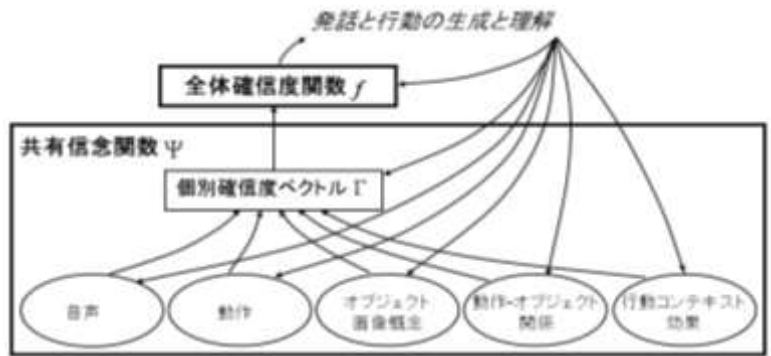 発話と行動の生成と理解
全体確信度関数 f
共有信念関数 Ψ
個別確信度ベクトル Γ
音声
動作
オブジェクト
画像概念
動作-オブジェクト
関係
行動コンテキスト
効果